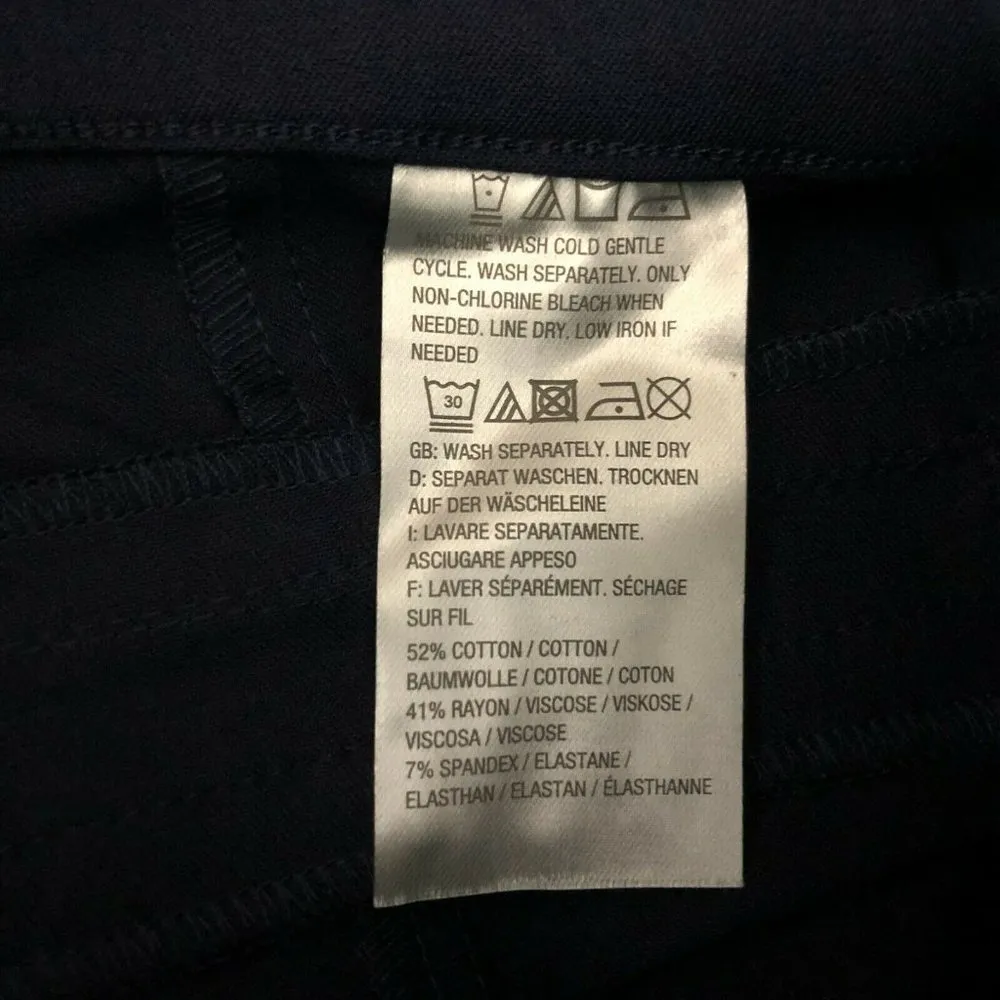 MACHINE WASH COLD GENTLE
CYCLE. WASH SEPARATELY. ONLY
NON-CHLORINE BLEACH WHEN
NEEDED. LINE DRY. LOW IRON IF
NEEDED
30
GB: WASH SEPARATELY. LINE DRY
D: SEPARAT WASCHEN. TROCKNEN
AUF DER WÄSCHELEINE
I: LAVARE SEPARATAMENTE.
ASCIUGARE APPESO
F: LAVER SÉPARÉMENT. SÉCHAGE
SUR FIL
52% COTTON / COTTON /
BAUMWOLLE / COTONE / COTON
41% RAYON / VISCOSE / VISKOSE /
VISCOSA / VISCOSE
7% SPANDEX / ELASTANE /
ELASTHAN / ELASTAN / ÉLASTHANNE